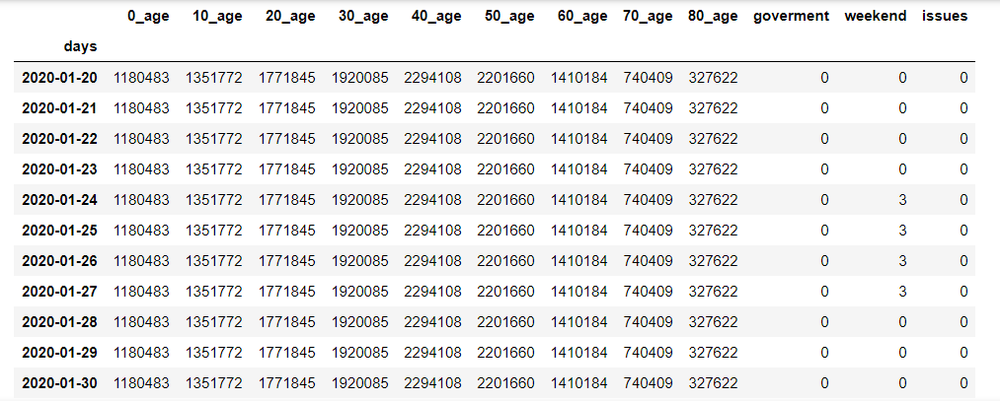 0_age 10_age 20_age 30_age 40_age 50_age 60_age 70_age 80_age goverment weekend issues
days
2020-01-20 1180483 1351772 1771845 1920085 2294108 2201660 1410184 740409 327622 0 0 0
2020-01-21 1180483 1351772 1771845 1920085 2294108 2201660 1410184 740409 327622 0 0 0
2020-01-22 1180483 1351772 1771845 1920085 2294108 2201660 1410184 740409 327622 0 0 0
2020-01-23 1180483 1351772 1771845 1920085 2294108 2201660 1410184 740409 327622 0 0 0
2020-01-24 1180483 1351772 1771845 1920085 2294108 2201660 1410184 740409 327622 0 3 0
2020-01-25 1180483 1351772 1771845 1920085 2294108 2201660 1410184 740409 327622 0 3 0
2020-01-26 1180483 1351772 1771845 1920085 2294108 2201660 1410184 740409 327622 0 3 0
2020-01-27 1180483 1351772 1771845 1920085 2294108 2201660 1410184 740409 327622 0 3 0
2020-01-28 1180483 1351772 1771845 1920085 2294108 2201660 1410184 740409 327622 0 0 0
2020-01-29 1180483 1351772 1771845 1920085 2294108 2201660 1410184 740409 327622 0 0 0
2020-01-30 1180483 1351772 1771845 1920085 2294108 2201660 1410184 740409 327622 0 0 0